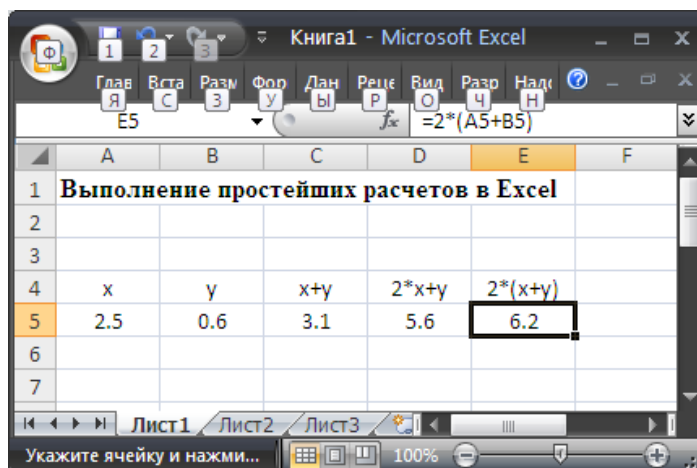 Книга1 - Microsoft Excel
Ф 1 2 3
Глав Вста Разм Фор Дан Реце Вид Разр Надс
Я С З У Ы Р О Ч Н
E5 fx =2*(A5+B5)
A B C D E F
1 Выполнение простейших расчетов в Excel
2
3
4 x y x+y 2*x+y 2*(x+y)
5 2.5 0.6 3.1 5.6 6.2
6
7
Лист1 Лист2 Лист3
Укажите ячейку и нажми... 100%